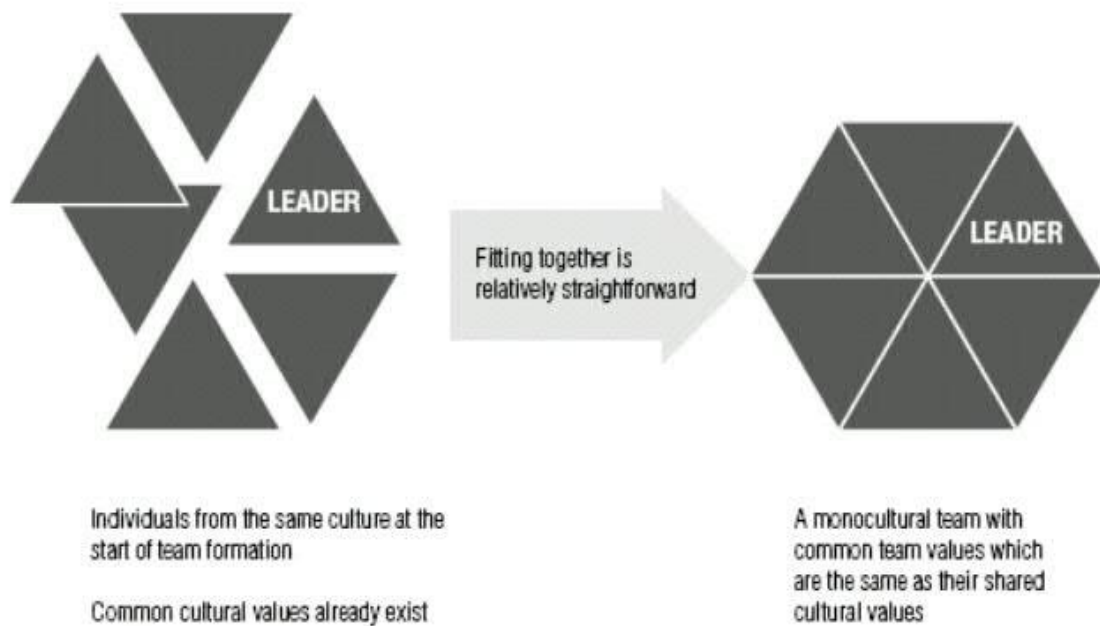 LEADER
Fitting together is
relatively straightforward
LEADER
Individuals from the same culture at the
start of team formation
Common cultural values already exist
A monocultural team with
common team values which
are the same as their shared
cultural values